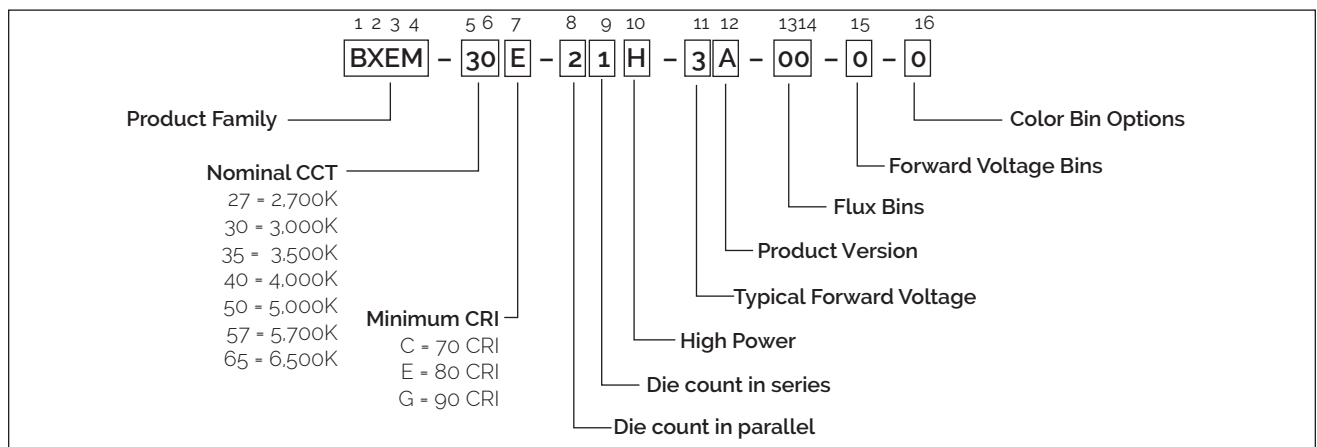 1 2 3 4 5 6 7 8 9 10 11 12 1314 15 16
BXEM – 30 E – 2 1 H – 3 A – 00 – 0 – 0
Product Family
Color Bin Options
Nominal CCT
27 = 2,700K
30 = 3,000K
35 = 3,500K
40 = 4,000K
50 = 5,000K
57 = 5,700K
65 = 6,500K
Forward Voltage Bins
Flux Bins
Product Version
Typical Forward Voltage
Minimum CRI
C = 70 CRI
E = 80 CRI
G = 90 CRI
High Power
Die count in series
Die count in parallel